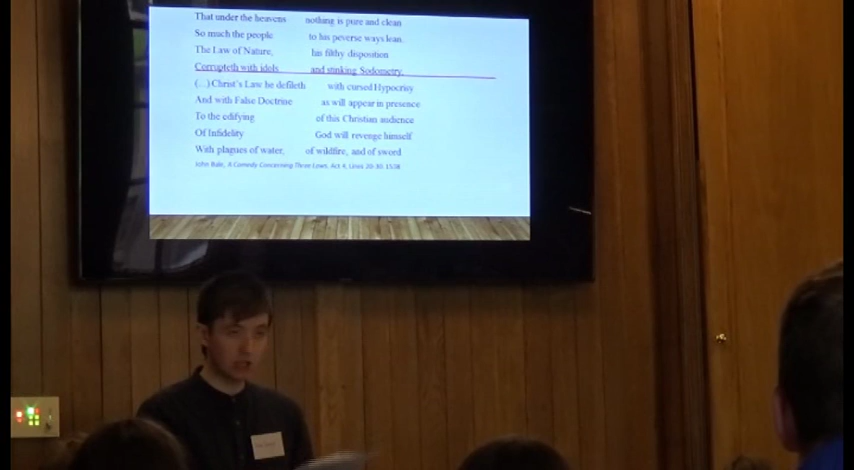 That under the heavens nothing is pure and clean
So much the people to his peverse ways lean.
The Law of Nature, his filthy disposition
Corrupteth with idols and stinking Sodometry.
(...) Christ's Law he defileth with cursed Hypocrisy
And with False Doctrine as will appear in presence
To the edifying of this Christian audience
Of Infidelity God will revenge himself
With plagues of water, of wildfire, and of sword
John Bale, A Comedy Concerning Three Laws, Act 4, Lines 20-30. 1538